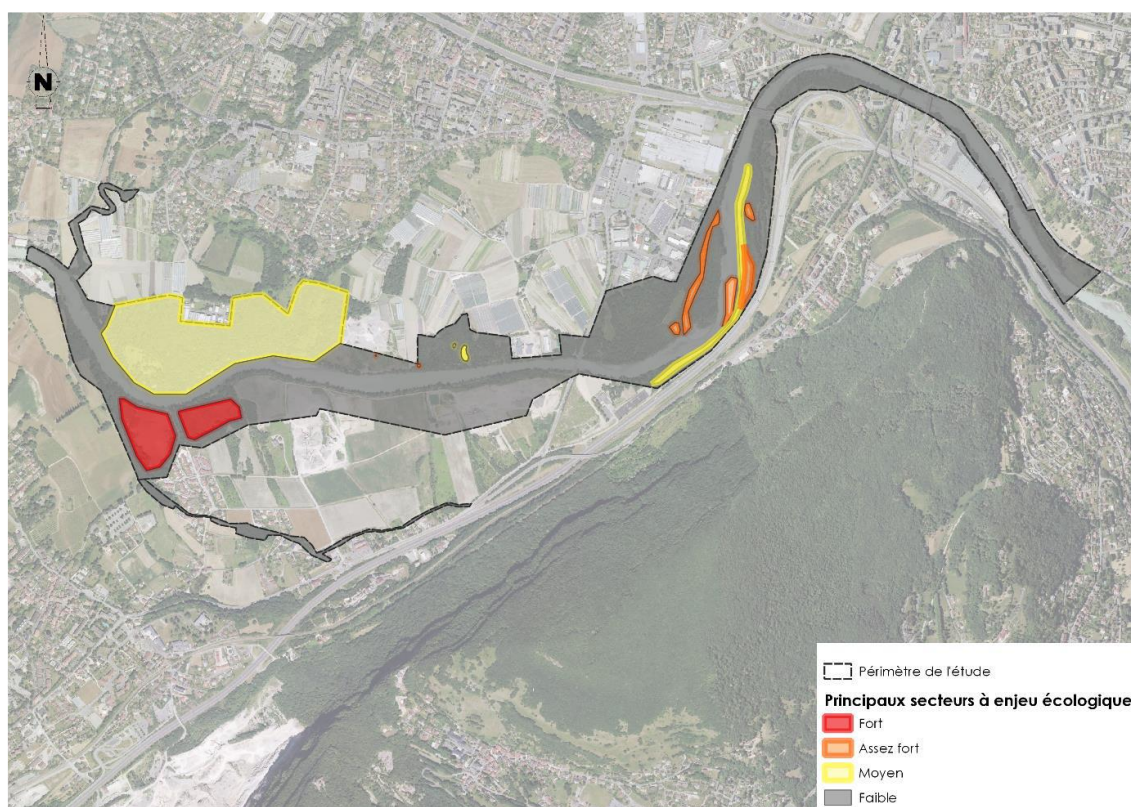 N
Périmètre de l'étude
Principaux secteurs à enjeu écologique
Fort
Assez fort
Moyen
Faible